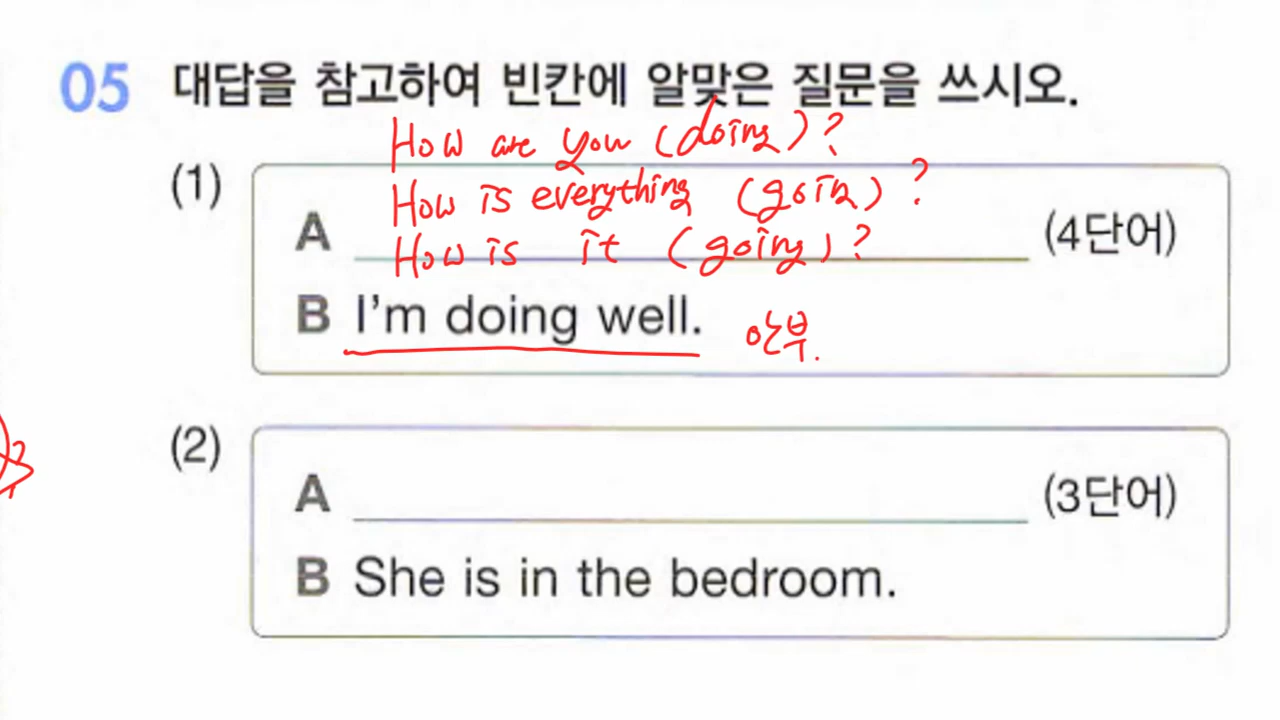 05 대답을 참고하여 빈칸에 알맞은 질문을 쓰시오.
How are you (doing)?
(1)
How is everything (goin)?
A (4단어)
How is it (going)?
B I'm doing well.
안부.
(2)
A (3단어)
B She is in the bedroom.